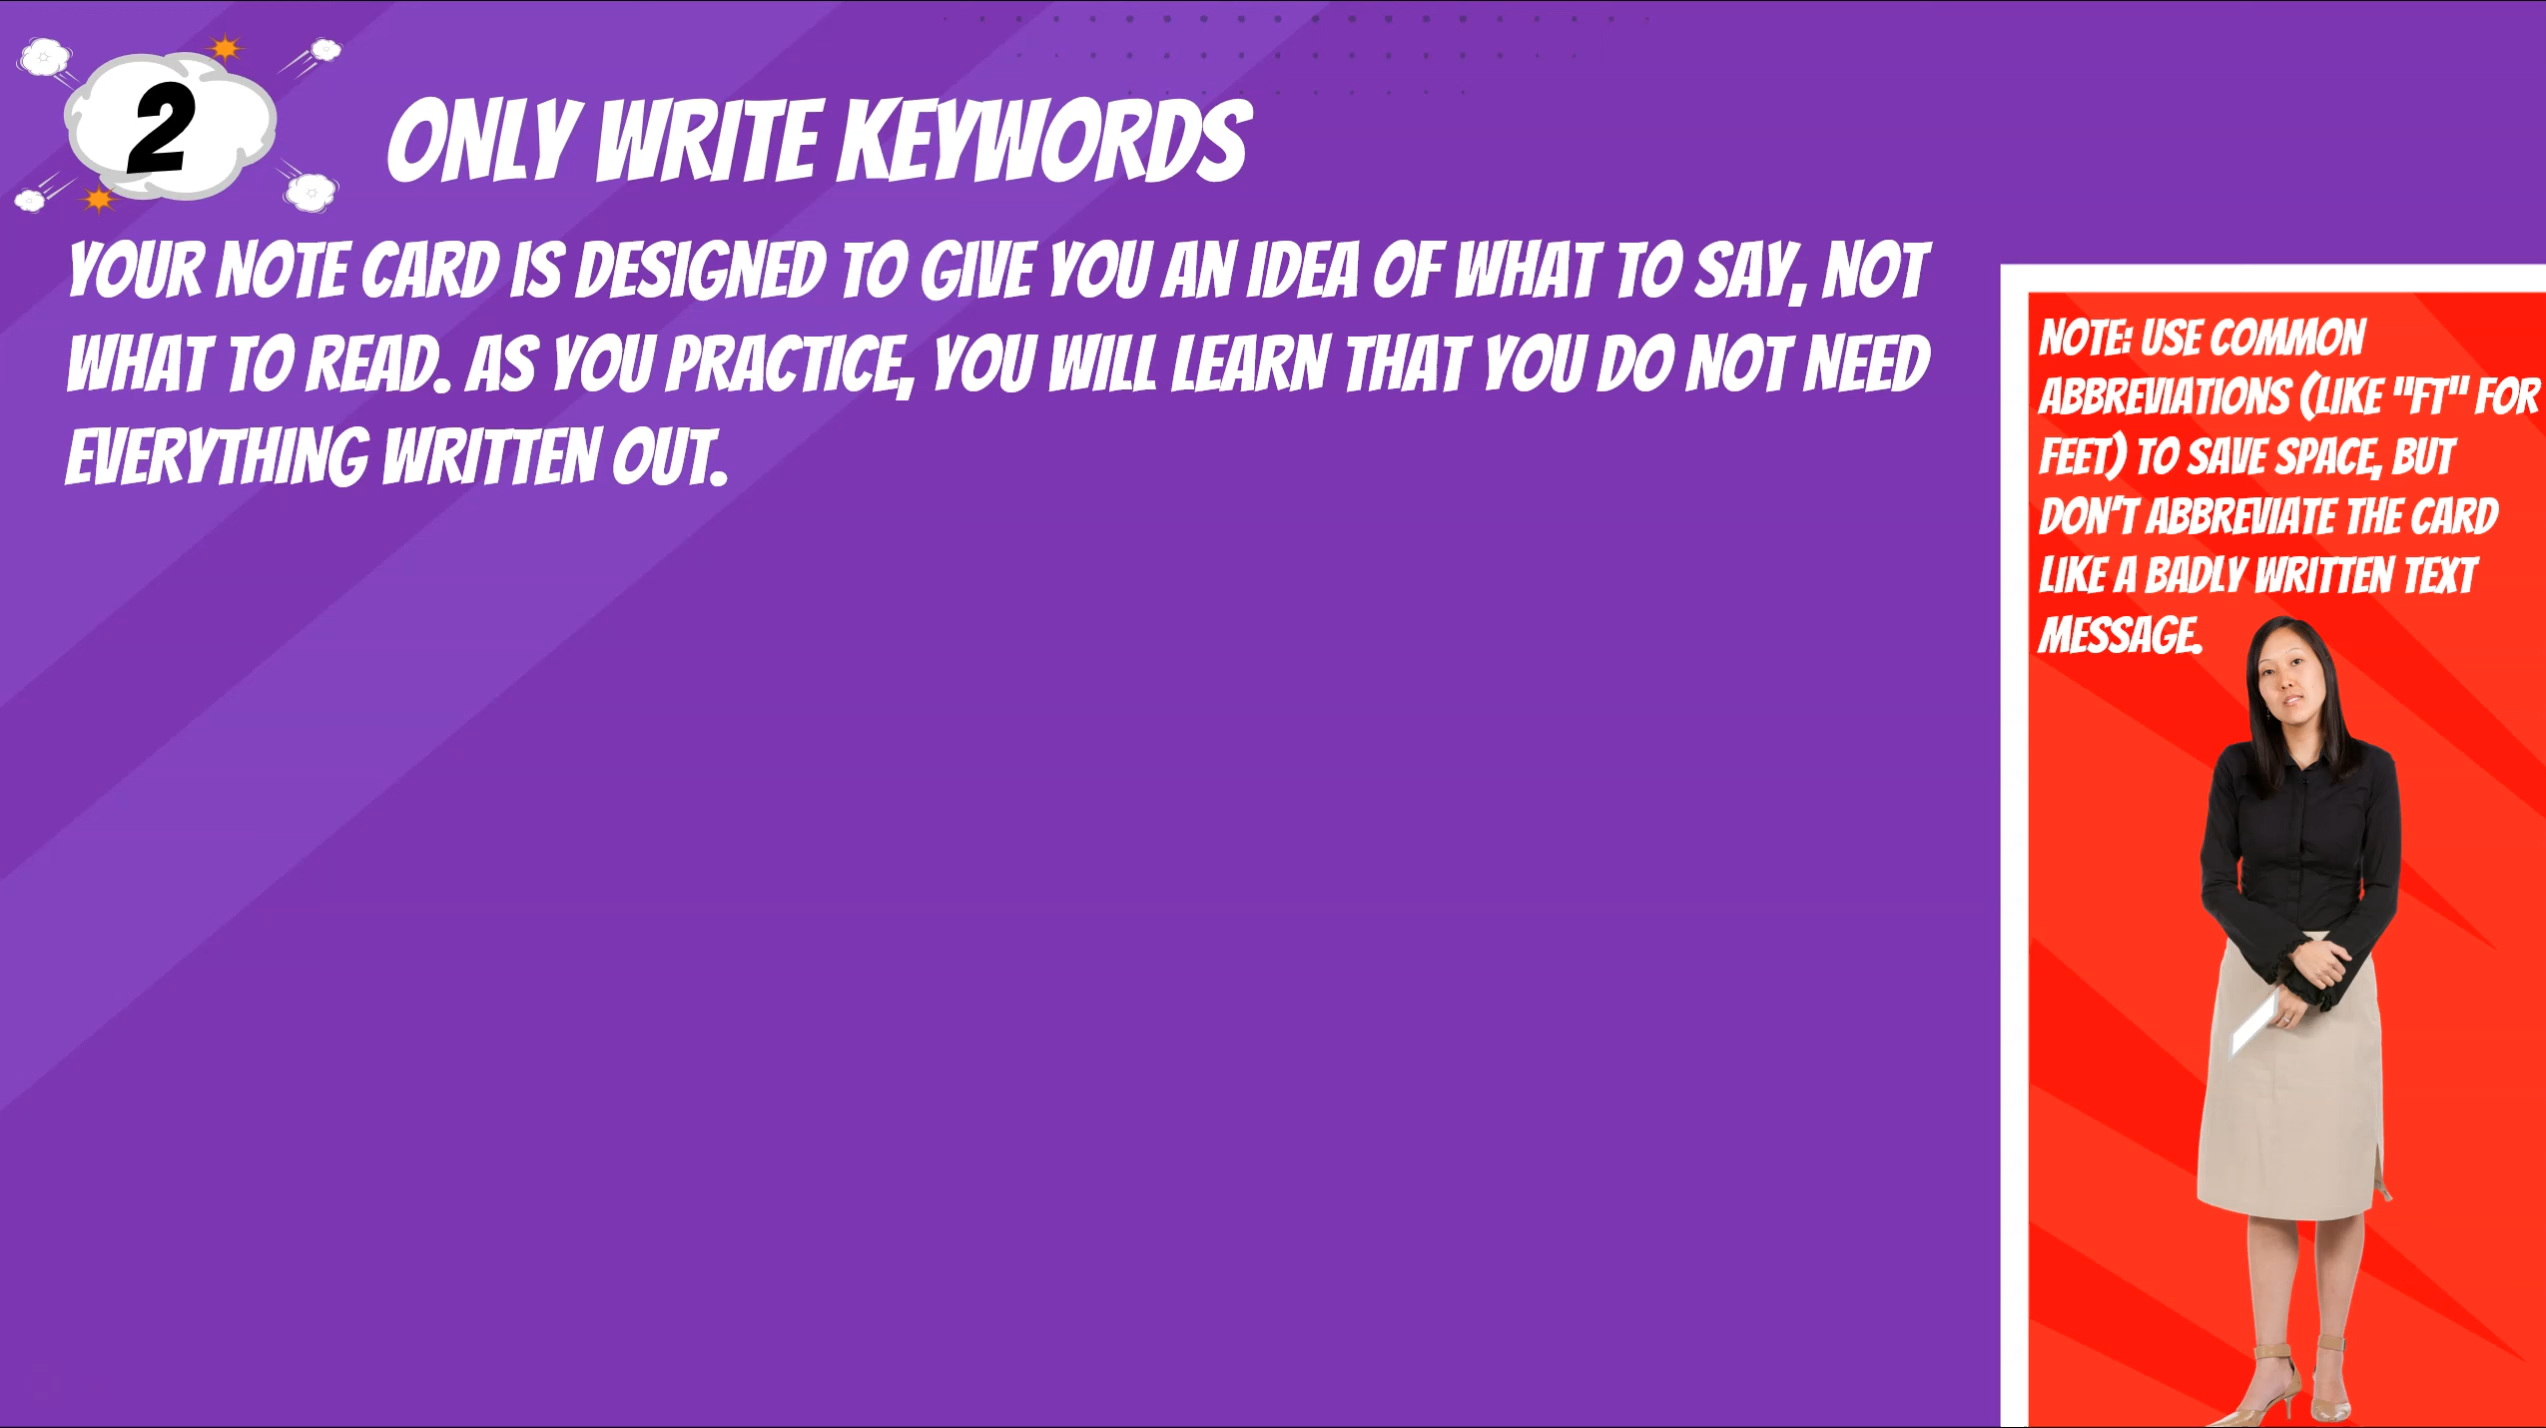 2
ONLY WRITE KEYWORDS
YOUR NOTE CARD IS DESIGNED TO GIVE YOU AN IDEA OF WHAT TO SAY, NOT
WHAT TO READ. AS YOU PRACTICE, YOU WILL LEARN THAT YOU DO NOT NEED
EVERYTHING WRITTEN OUT.
NOTE: USE COMMON
ABBREVIATIONS (LIKE "FT" FOR
FEET) TO SAVE SPACE, BUT
DON'T ABBREVIATE THE CARD
LIKE A BADLY WRITTEN TEXT
MESSAGE.